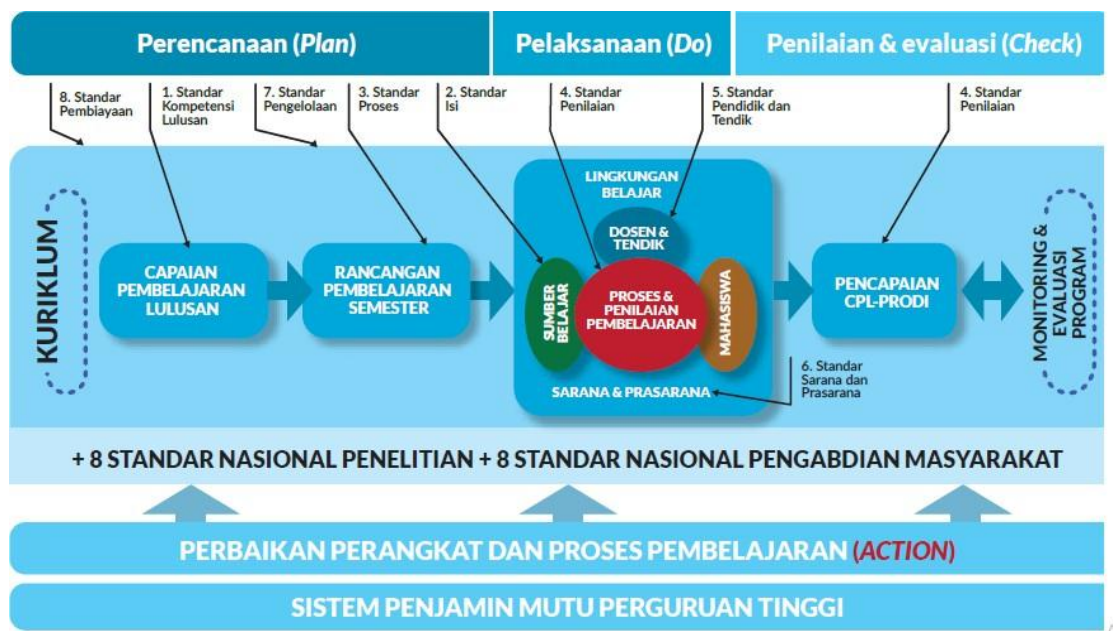 Perencanaan (Plan)
Pelaksanaan (Do)
Penilaian & evaluasi (Check)
8. Standar
Pembiayaan
1. Standar
Kompetensi
Lulusan
7. Standar
Pengelolaan
3. Standar
Proses
2. Standar
Isi
4. Standar
Penilaian
5. Standar
Pendidik dan
Tendik
4. Standar
Penilaian
KURIKLUM
CAPAIAN
PEMBELAJARAN
LULUSAN
RANCANGAN
PEMBELAJARAN
SEMESTER
LINGKUNGAN
BELAJAR
DOSEN &
TENDIK
SUMBER
BELAJAR
PROSES &
PENILAIAN
PEMBELAJARAN
MAHASISWA
SARANA & PRASARANA
PENCAPAIAN
CPL-PRODI
6. Standar
Sarana dan
Prasarana
MONITORING &
EVALUASI
PROGRAM
+ 8 STANDAR NASIONAL PENELITIAN + 8 STANDAR NASIONAL PENGABDIAN MASYARAKAT
PERBAIKAN PERANGKAT DAN PROSES PEMBELAJARAN (ACTION)
SISTEM PENJAMIN MUTU PERGURUAN TINGGI